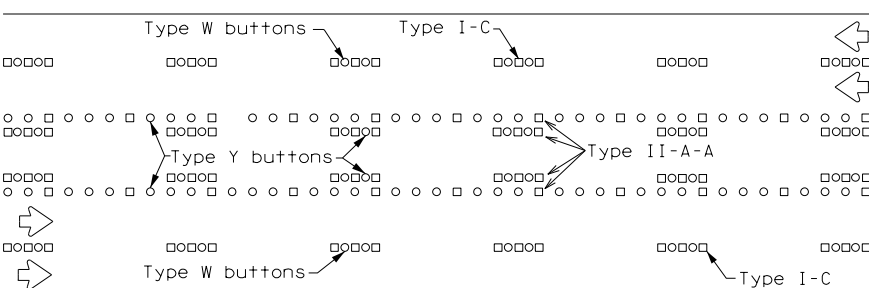 Type W buttons
Type I-C
Type Y buttons
Type II-A-A
Type W buttons
Type I-C